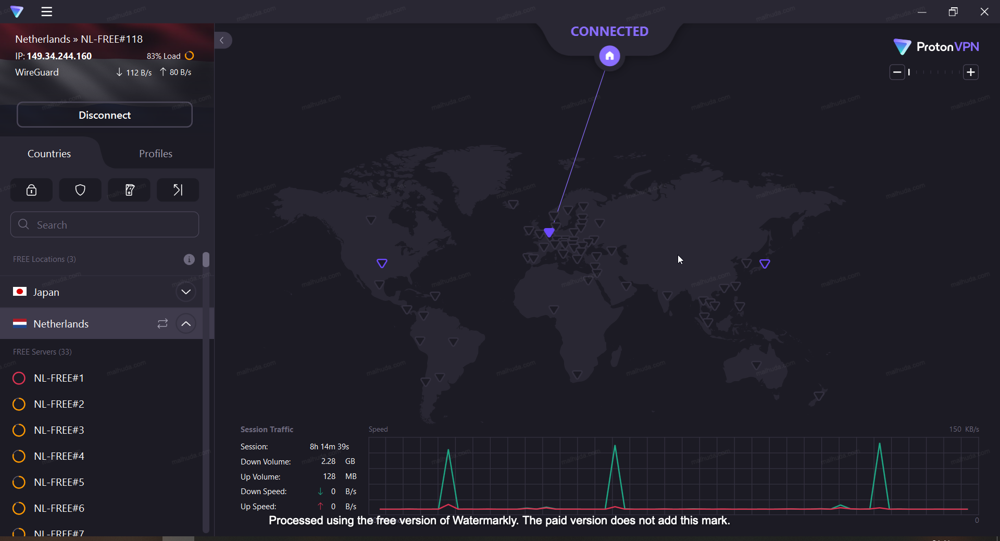 CONNECTED
Netherlands » NL-FREE#118
IP: 149.34.244.160
83% Load
WireGuard
↓ 112 B/s ↑ 80 B/s
Disconnect
Countries
Profiles
Search
FREE Locations (3)
Japan
Netherlands
FREE Servers (33)
NL-FREE#1
NL-FREE#2
NL-FREE#3
NL-FREE#4
NL-FREE#5
NL-FREE#6
NL-FREE#7
ProtonVPN
Session Traffic
Session: 8h 14m 39s
Down Volume: 2.28 GB
Up Volume: 128 MB
Down Speed: ↓ 0 B/s
Up Speed: ↑ 0 B/s
Speed
150 KB/s
0
Processed using the free version of Watermarkly. The paid version does not add this mark.
malhuda.com